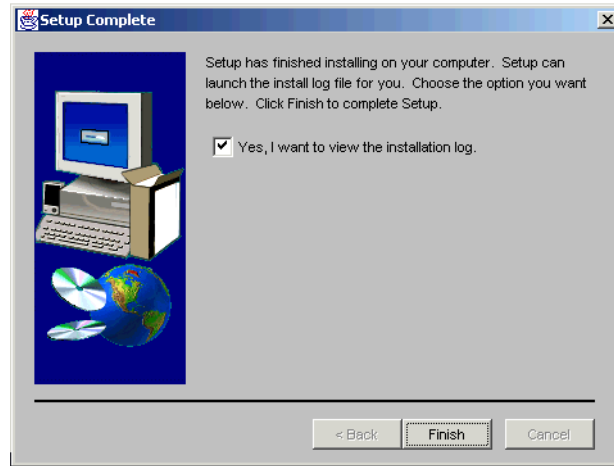 Setup Complete
Setup has finished installing on your computer. Setup can
launch the install log file for you. Choose the option you want
below. Click Finish to complete Setup.
Yes, I want to view the installation log.
< Back
Finish
Cancel